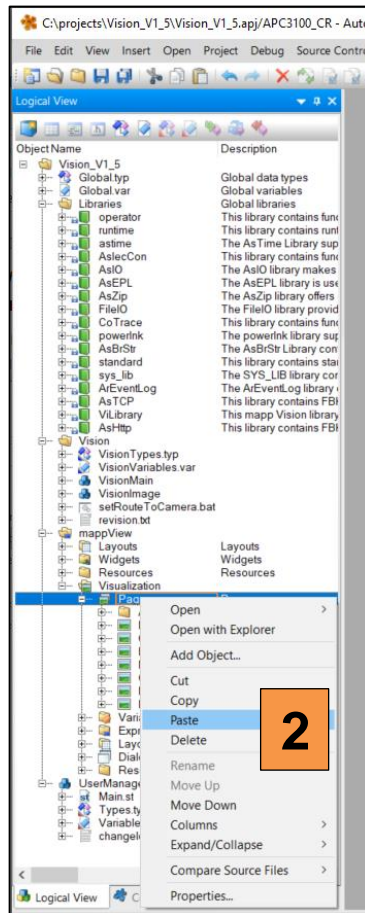 C:\projects\Vision_V1_5\Vision_V1_5.apj/APC3100_CR - Aut
File Edit View Insert Open Project Debug Source Contro
Logical View
Object Name Description
Vision_V1_5
Global.typ Global data types
Global.var Global variables
Libraries Global libraries
operator This library contains func
runtime This library contains runt
astime The AsTime Library sup
AsIecCon This library contains func
AsIO The AsIO library makes
AsEPL The AsEPL library is use
AsZip The AsZip library offers
FileIO The FileIO library provid
CoTrace This library contains func
powerlnk The powerlnk library sup
AsBrStr The AsBrStr Library con
standard This library contains stan
sys_lib The SYS_LIB library cor
ArEventLog The ArEventLog library
AsTCP This library contains FBK
ViLibrary This mapp Vision library
AsHttp This library contains FBK
Vision
VisionTypes.typ
VisionVariables.var
VisionMain
VisionImage
setRouteToCamera.bat
revision.txt
mappView
Layouts Layouts
Widgets Widgets
Resources Resources
Visualization
Pag
Open
Open with Explorer
Add Object...
Cut
Copy
Paste
Delete
2
Rename
Move Up
Move Down
Columns
Expand/Collapse
Compare Source Files
Properties...
Varia
Expr
Layo
Dialo
Res
UserManage
Main.st
Types.ty
Variable
changel
Logical View C